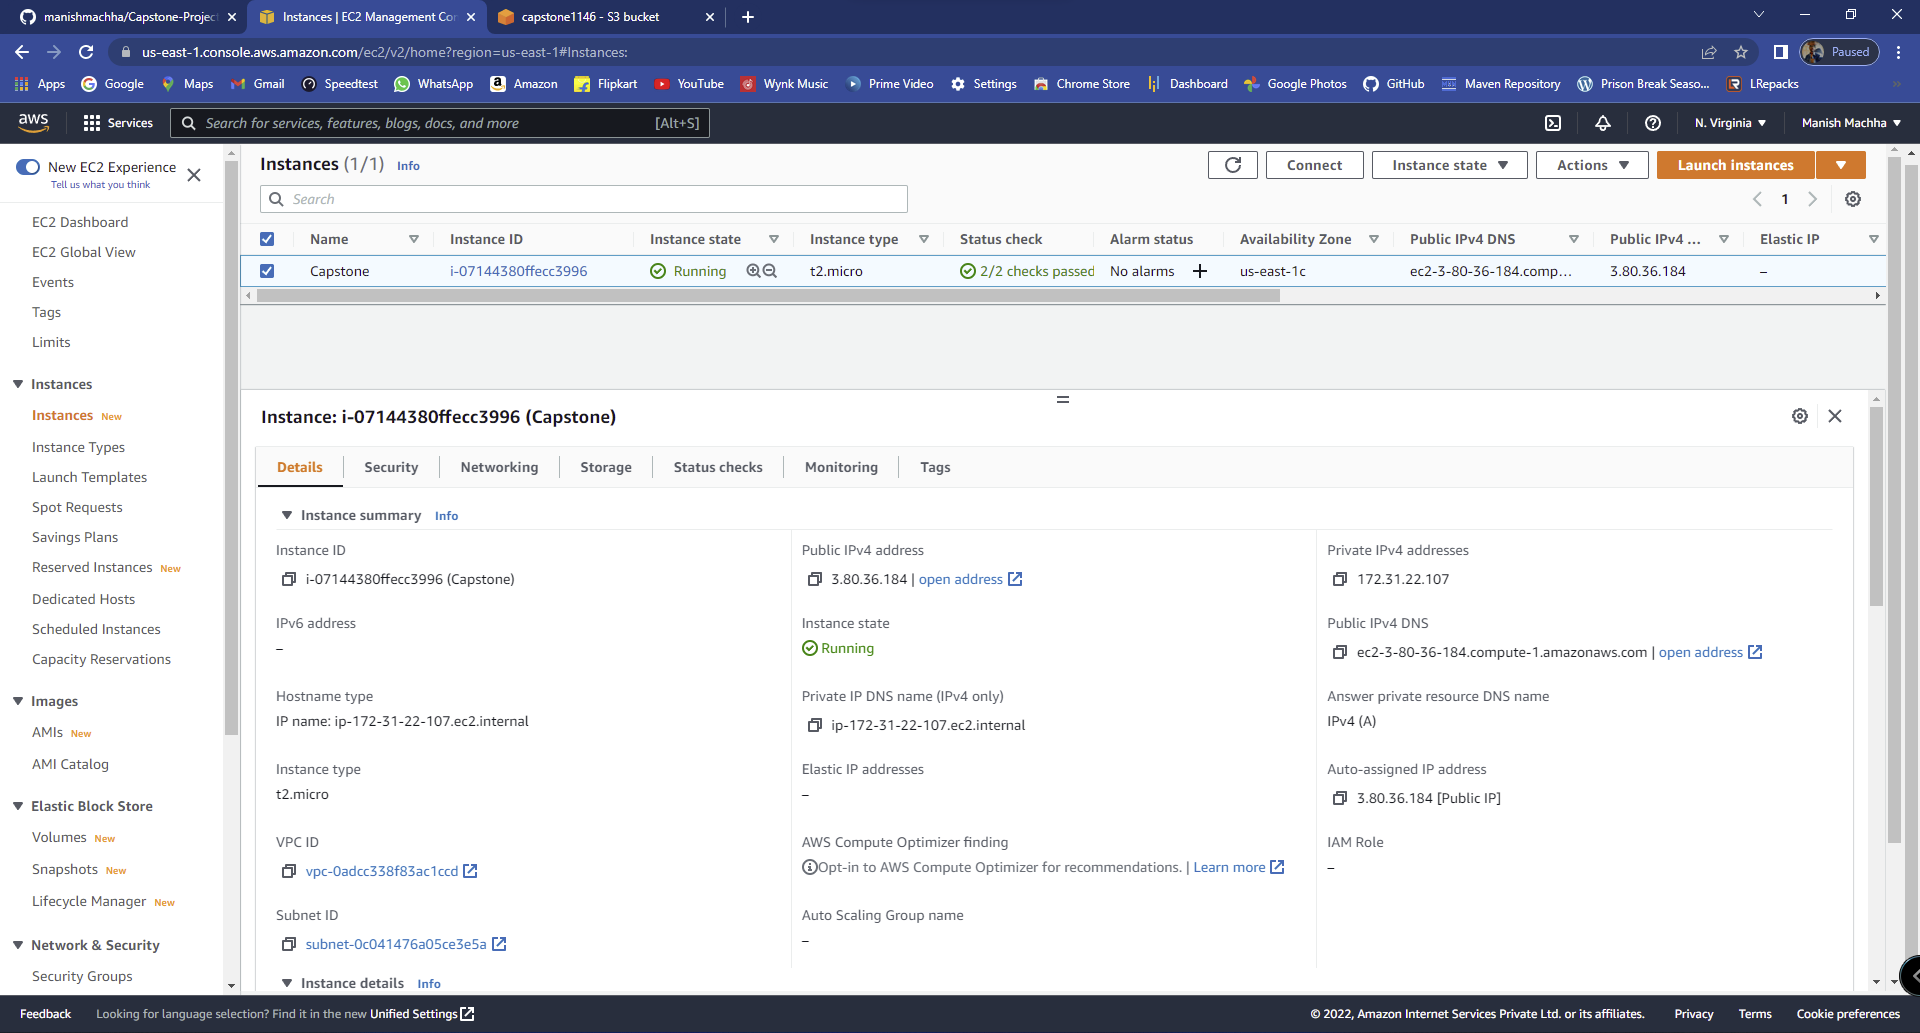 manishmachha/Capstone-Project
Instances | EC2 Management Con
capstone1146 - S3 bucket
us-east-1.console.aws.amazon.com/ec2/v2/home?region=us-east-1#Instances:
Paused
Apps
Google
Maps
Gmail
Speedtest
WhatsApp
Amazon
Flipkart
YouTube
Wynk Music
Prime Video
Settings
Chrome Store
Dashboard
Google Photos
GitHub
Maven Repository
Prison Break Seaso...
LRepacks
aws
Services
Search for services, features, blogs, docs, and more
[Alt+S]
N. Virginia
Manish Machha
New EC2 Experience
Tell us what you think
EC2 Dashboard
EC2 Global View
Events
Tags
Limits
Instances
Instances New
Instance Types
Launch Templates
Spot Requests
Savings Plans
Reserved Instances New
Dedicated Hosts
Scheduled Instances
Capacity Reservations
Images
AMIs New
AMI Catalog
Elastic Block Store
Volumes New
Snapshots New
Lifecycle Manager New
Network & Security
Security Groups
Instances (1/1) Info
Connect
Instance state
Actions
Launch instances
Search
1
Name
Instance ID
Instance state
Instance type
Status check
Alarm status
Availability Zone
Public IPv4 DNS
Public IPv4 ...
Elastic IP
Capstone
i-07144380ffecc3996
Running
t2.micro
2/2 checks passed
No alarms
us-east-1c
ec2-3-80-36-184.comp...
3.80.36.184
–
Instance: i-07144380ffecc3996 (Capstone)
Details
Security
Networking
Storage
Status checks
Monitoring
Tags
Instance summary Info
Instance ID
i-07144380ffecc3996 (Capstone)
Public IPv4 address
3.80.36.184 | open address
Private IPv4 addresses
172.31.22.107
IPv6 address
–
Instance state
Running
Public IPv4 DNS
ec2-3-80-36-184.compute-1.amazonaws.com | open address
Hostname type
IP name: ip-172-31-22-107.ec2.internal
Private IP DNS name (IPv4 only)
ip-172-31-22-107.ec2.internal
Answer private resource DNS name
IPv4 (A)
Instance type
t2.micro
Elastic IP addresses
–
Auto-assigned IP address
3.80.36.184 [Public IP]
VPC ID
vpc-0adcc338f83ac1ccd
AWS Compute Optimizer finding
Opt-in to AWS Compute Optimizer for recommendations. | Learn more
IAM Role
–
Subnet ID
subnet-0c041476a05ce3e5a
Auto Scaling Group name
–
Instance details Info
Feedback
Looking for language selection? Find it in the new Unified Settings
© 2022, Amazon Internet Services Private Ltd. or its affiliates.
Privacy
Terms
Cookie preferences